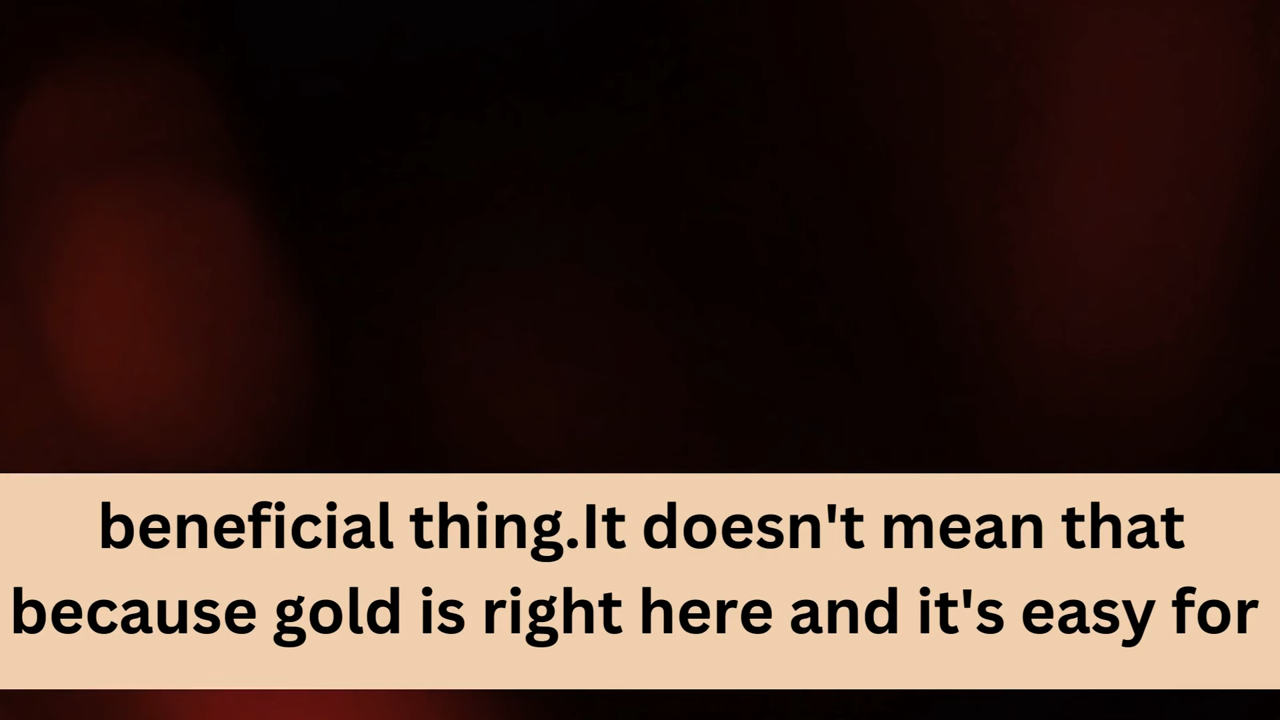 beneficial thing.It doesn't mean that
because gold is right here and it's easy for